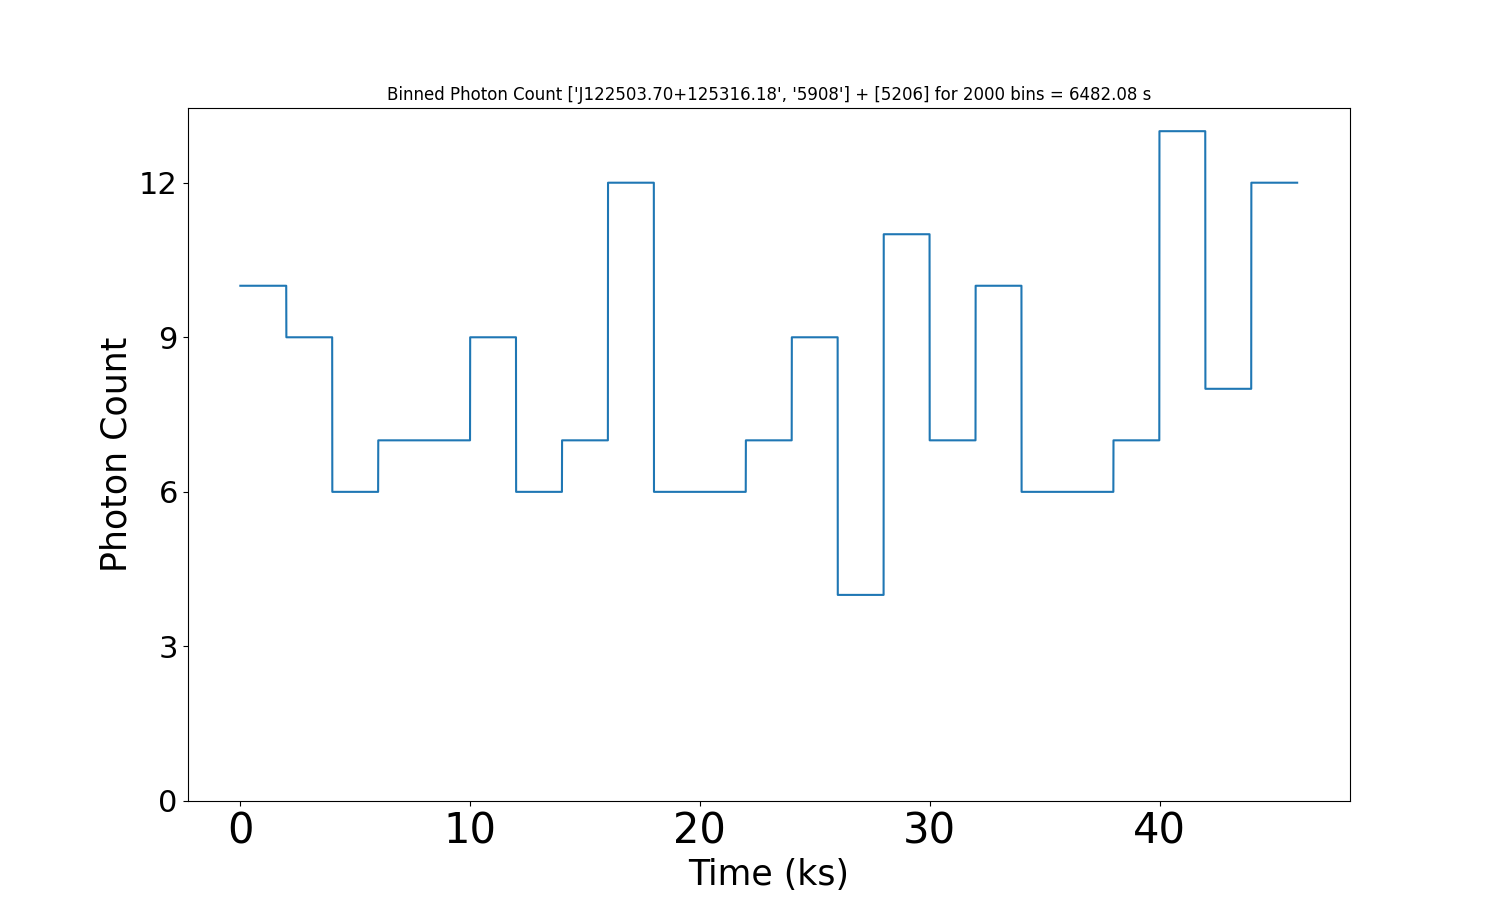 Binned Photon Count ['J122503.70+125316.18', '5908'] + [5206] for 2000 bins = 6482.08 s
12
9
6
3
0
Photon Count
0 10 20 30 40
Time (ks)